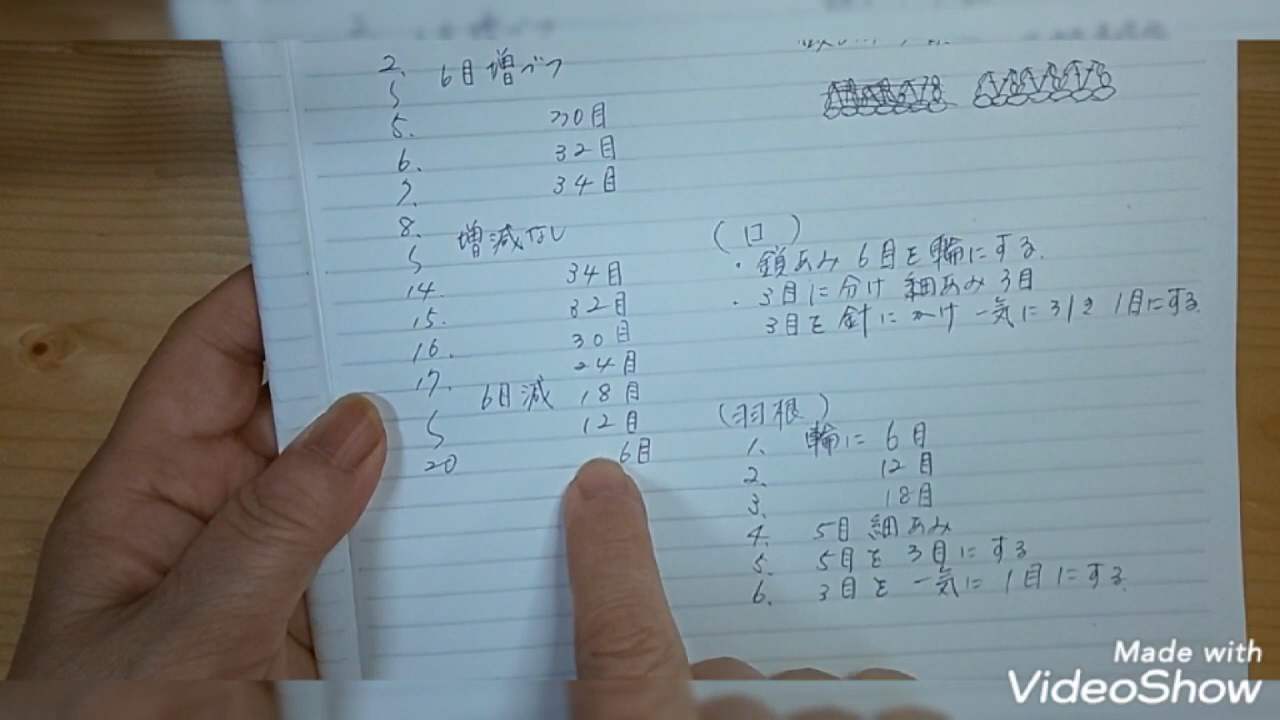 2. 6目増べつ
5
5. 30目
6. 32目
7. 34目
8. 増減なし
5
14. 34目
15. 32目
16. 30目
24目
17. 6目減 18目
5 12目
20 6目
(口)
・鎖あみ 6目を輪にする.
・3目に分け 細あみ 3目
3目を針にかけ 一気に引き 1目にする.
(羽根)
1. 輪に 6目
2. 12目
3. 18目
4. 5目 細あみ
5. 5目を 3目にする
6. 3目を 一気に 1目にする.
Made with
VideoShow